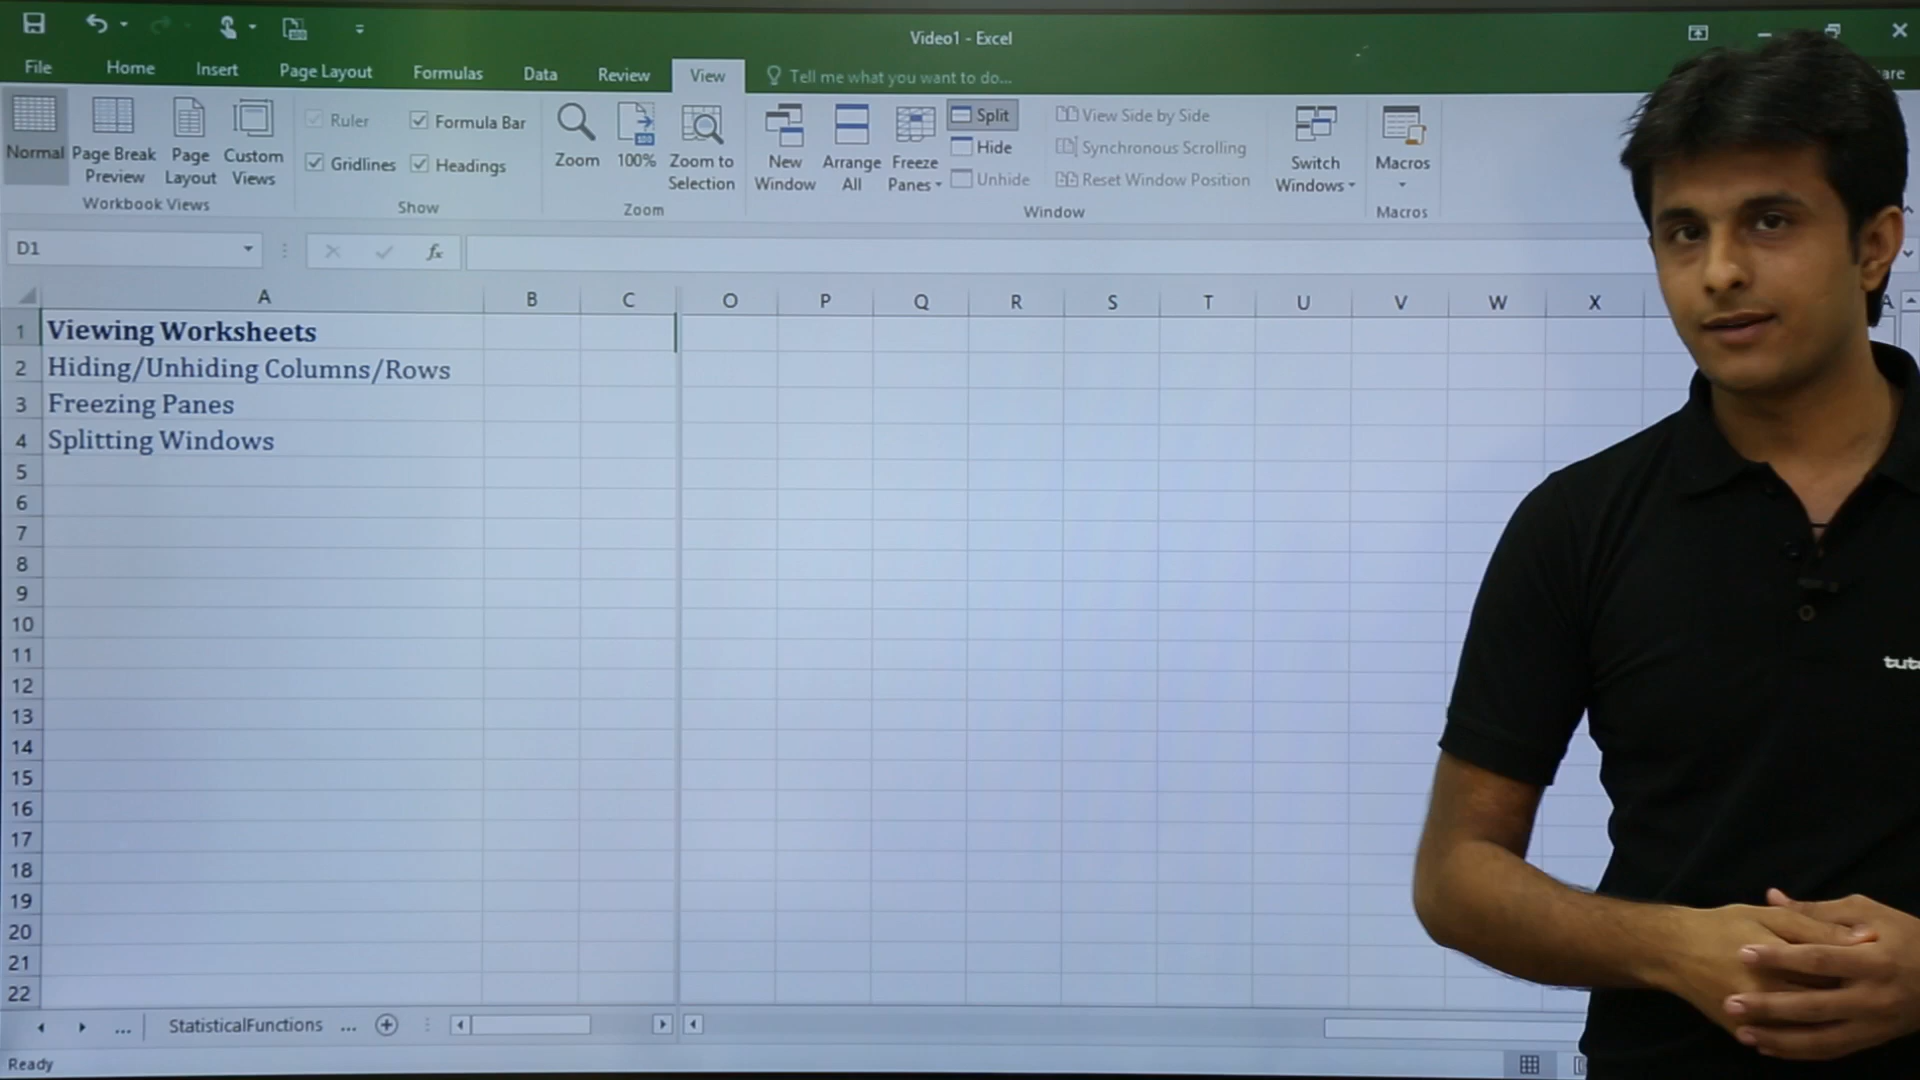 Video1 - Excel
File Home Insert Page Layout Formulas Data Review View Tell me what you want to do... are
Normal Page Break Preview Page Layout Custom Views
Workbook Views
Ruler Formula Bar
Gridlines Headings
Show
Zoom 100% Zoom to Selection
Zoom
New Window Arrange All Freeze Panes
Split
Hide
Unhide
View Side by Side
Synchronous Scrolling
Reset Window Position
Window
Switch Windows
Macros
Macros
D1 fx
A B C O P Q R S T U V W X A
1 Viewing Worksheets
2 Hiding/Unhiding Columns/Rows
3 Freezing Panes
4 Splitting Windows
5
6
7
8
9
10
11
12
13
14
15
16
17
18
19
20
21
22
tut
... StatisticalFunctions ...
Ready